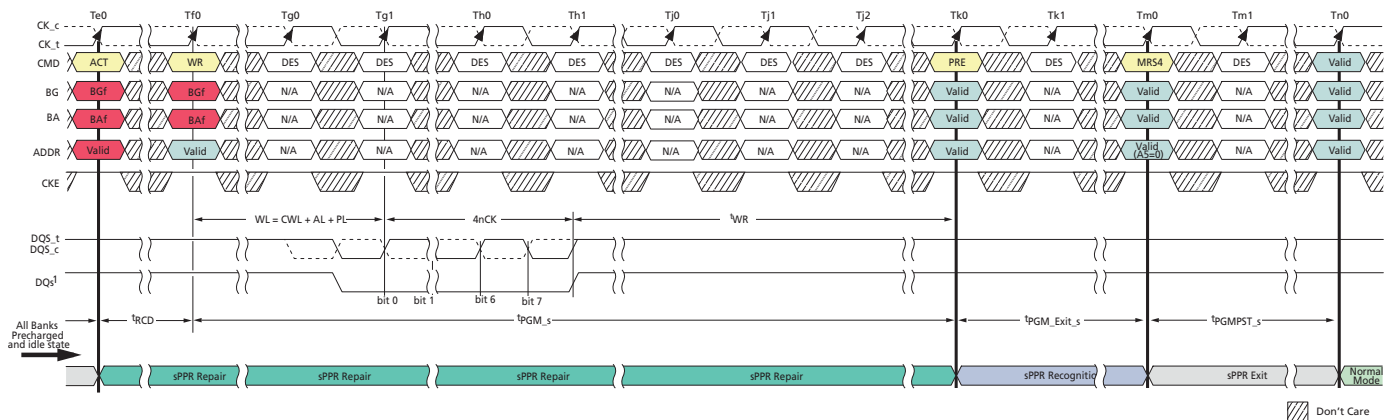 Te0 Tf0 Tg0 Tg1 Th0 Th1 Tj0 Tj1 Tj2 Tk0 Tk1 Tm0 Tm1 Tn0
CK_c
CK_t
CMD ACT WR DES DES DES DES DES DES DES PRE DES MRS4 DES Valid
BG BGf BGf N/A N/A N/A N/A N/A N/A N/A Valid N/A Valid N/A Valid
BA BAf BAf N/A N/A N/A N/A N/A N/A N/A Valid N/A Valid N/A Valid
ADDR Valid Valid N/A N/A N/A N/A N/A N/A N/A Valid N/A Valid (A5=0) N/A Valid
CKE
WL = CWL + AL + PL 4nCK tWR
DQS_t
DQS_c
DQs1
bit 0 bit 1 bit 6 bit 7
All Banks
Precharged
and idle state
tRCD tPGM_s tPGM_Exit_s tPGMPST_s
sPPR Repair sPPR Repair sPPR Repair sPPR Repair sPPR Recognitic sPPR Exit Normal
Mode
Don't Care